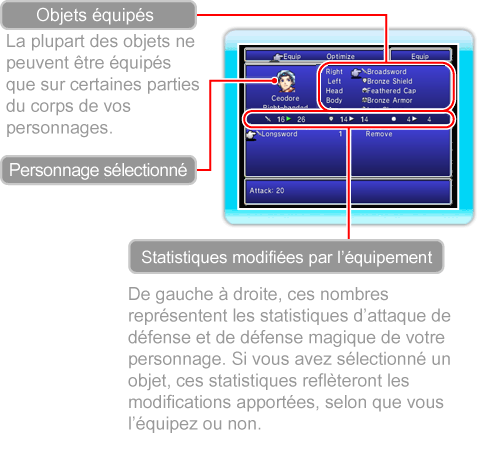 Objets équipés
La plupart des objets ne
peuvent être équipés
que sur certaines parties
du corps de vos
personnages.
Personnage sélectionné
Equip Optimize Equip
Ceodore
Right-handed
Right Broadsword
Left Bronze Shield
Head Feathered Cap
Body Bronze Armor
16 26 14 14 4 4
Longsword 1 Remove
Attack: 20
Statistiques modifiées par l'équipement
De gauche à droite, ces nombres
représentent les statistiques d'attaque de
défense et de défense magique de votre
personnage. Si vous avez sélectionné un
objet, ces statistiques reflèteront les
modifications apportées, selon que vous
l'équipez ou non.